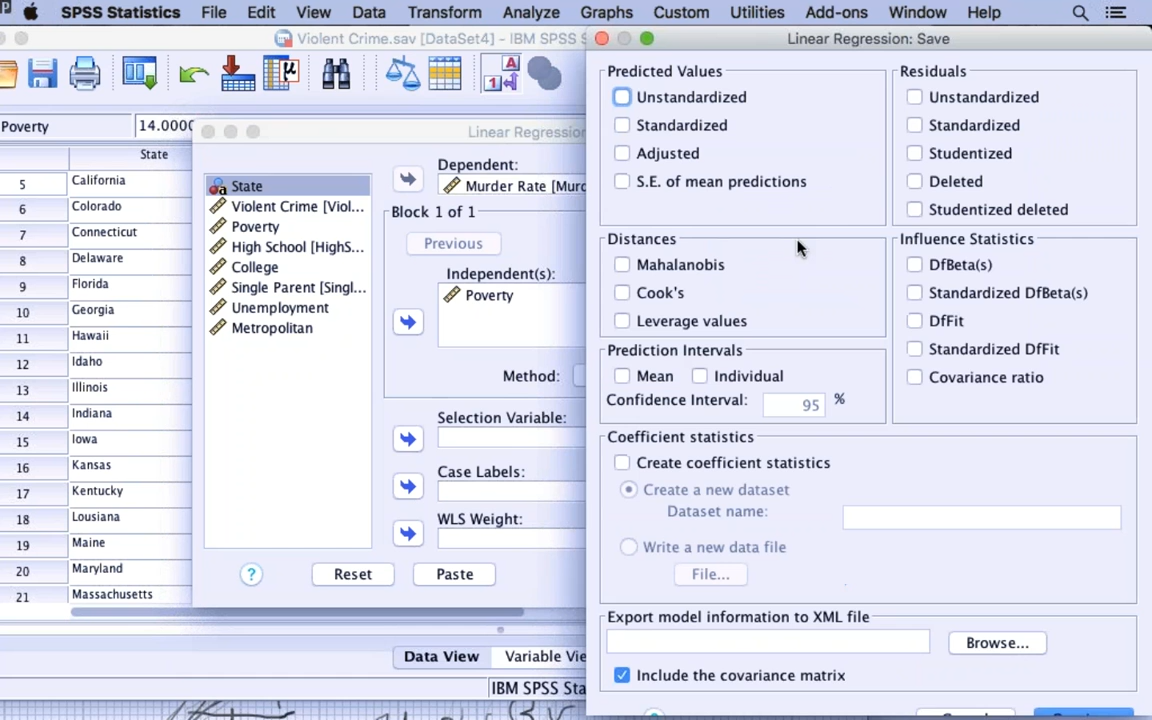 SPSS Statistics File Edit View Data Transform Analyze Graphs Custom Utilities Add-ons Window Help
Violent Crime.sav [DataSet4] - IBM SPSS S
Linear Regression: Save
Poverty 14.0000
State
5 California
6 Colorado
7 Connecticut
8 Delaware
9 Florida
10 Georgia
11 Hawaii
12 Idaho
13 Illinois
14 Indiana
15 Iowa
16 Kansas
17 Kentucky
18 Lousiana
19 Maine
20 Maryland
21 Massachusetts
Linear Regression
State
Violent Crime [Viol...
Poverty
High School [HighS...
College
Single Parent [Singl...
Unemployment
Metropolitan
Dependent:
Murder Rate [Murd
Block 1 of 1
Previous
Independent(s):
Poverty
Method:
Selection Variable:
Case Labels:
WLS Weight:
?
Reset
Paste
Data View
Variable Vie
IBM SPSS Sta
Predicted Values
Unstandardized
Standardized
Adjusted
S.E. of mean predictions
Residuals
Unstandardized
Standardized
Studentized
Deleted
Studentized deleted
Distances
Mahalanobis
Cook's
Leverage values
Influence Statistics
DfBeta(s)
Standardized DfBeta(s)
DfFit
Standardized DfFit
Covariance ratio
Prediction Intervals
Mean Individual
Confidence Interval: 95 %
Coefficient statistics
Create coefficient statistics
Create a new dataset
Dataset name:
Write a new data file
File...
Export model information to XML file
Browse...
Include the covariance matrix